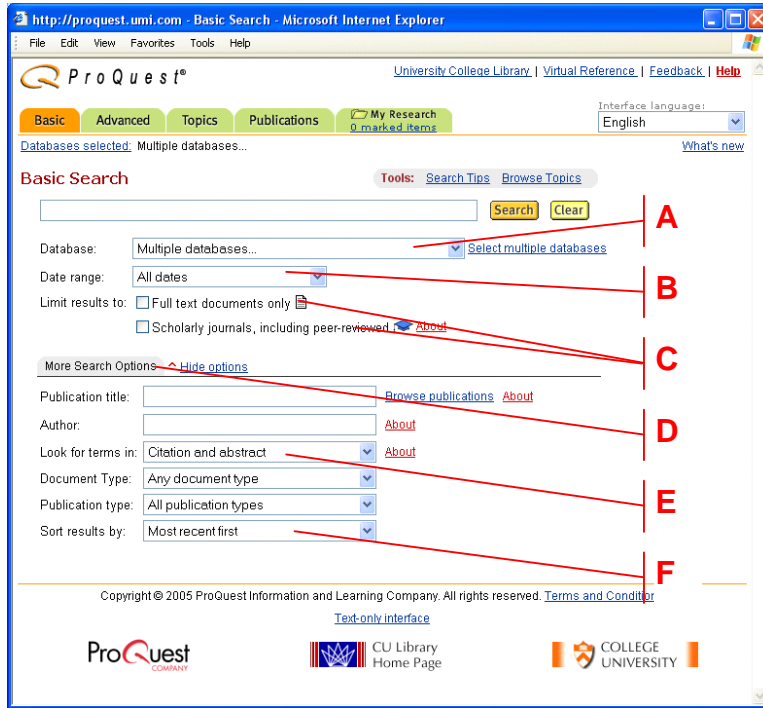 http://proquest.umi.com - Basic Search - Microsoft Internet Explorer
File Edit View Favorites Tools Help
ProQuest® University College Library | Virtual Reference | Feedback | Help
Interface language:
Basic Advanced Topics Publications My Research
0 marked items English
Databases selected: Multiple databases... What's new
Basic Search Tools: Search Tips Browse Topics
Search Clear
A
Database: Multiple databases... Select multiple databases
Date range: All dates
B
Limit results to: Full text documents only
Scholarly journals, including peer-reviewed About
C
More Search Options Hide options
Publication title: Browse publications About
Author: About
D
Look for terms in: Citation and abstract About
Document Type: Any document type
Publication type: All publication types
E
Sort results by: Most recent first
F
Copyright © 2005 ProQuest Information and Learning Company. All rights reserved. Terms and Condition
Text-only interface
ProQuest
COMPANY
CU Library
Home Page
COLLEGE
UNIVERSITY